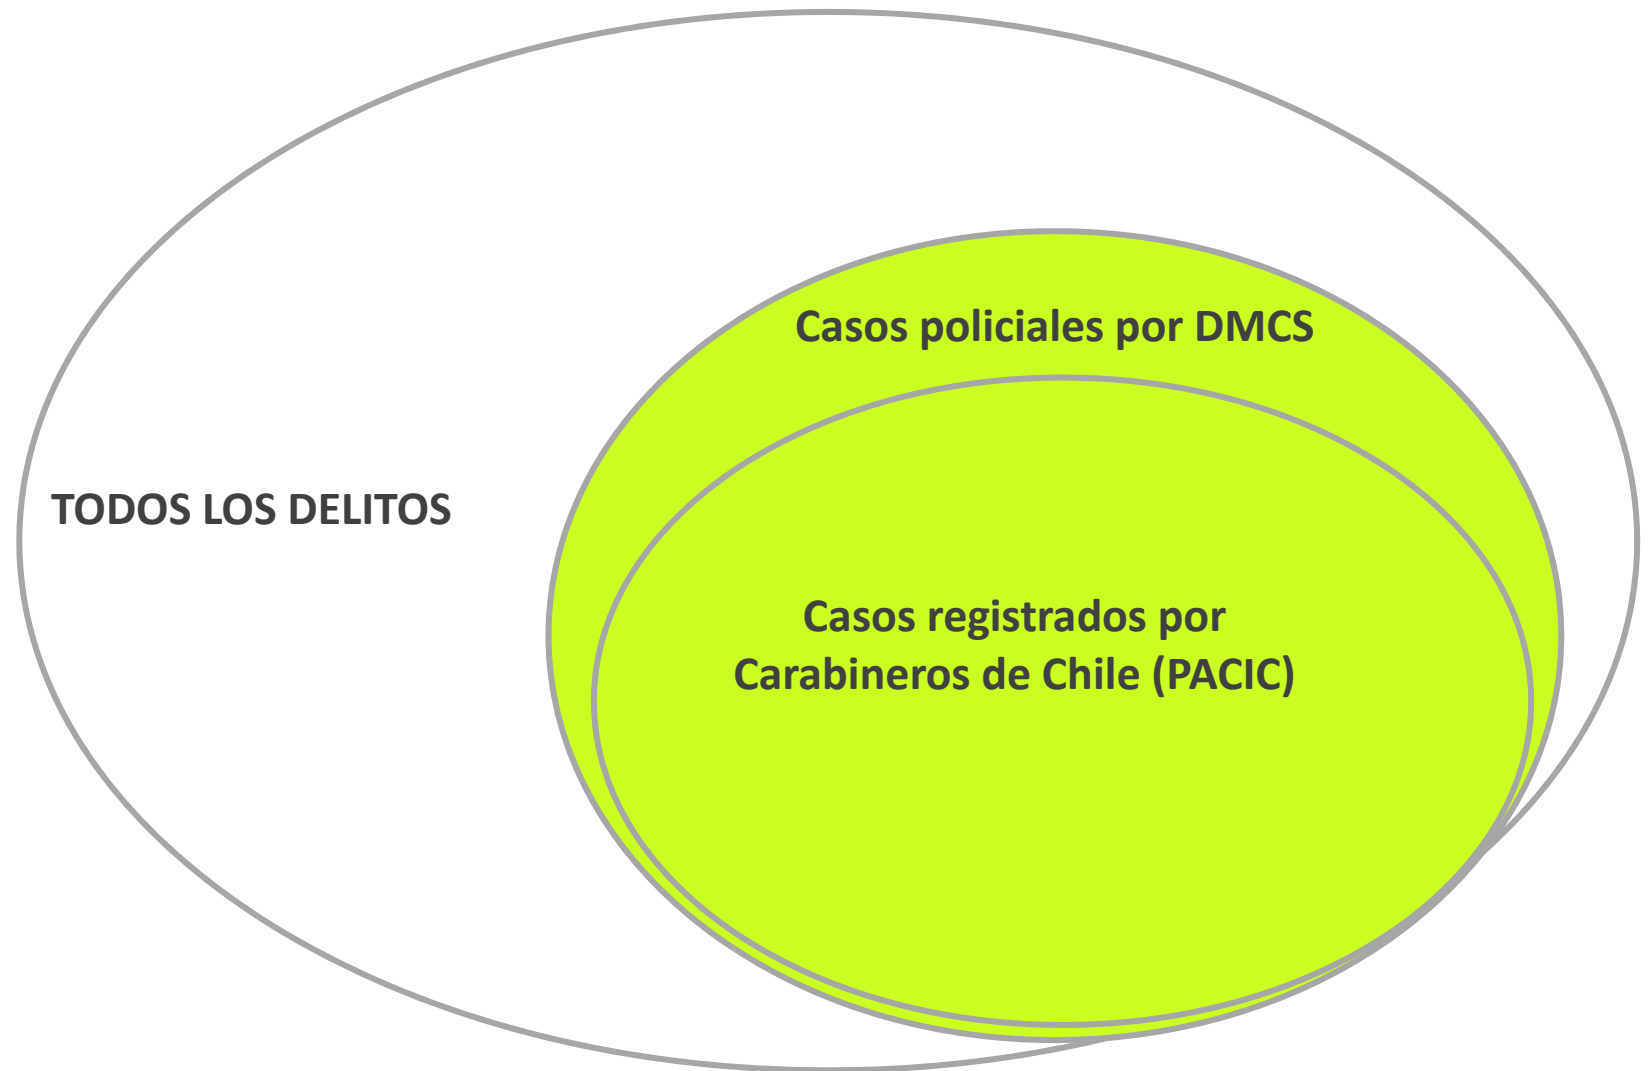 Casos policiales por DMCS
TODOS LOS DELITOS
Casos registrados por
Carabineros de Chile (PACIC)